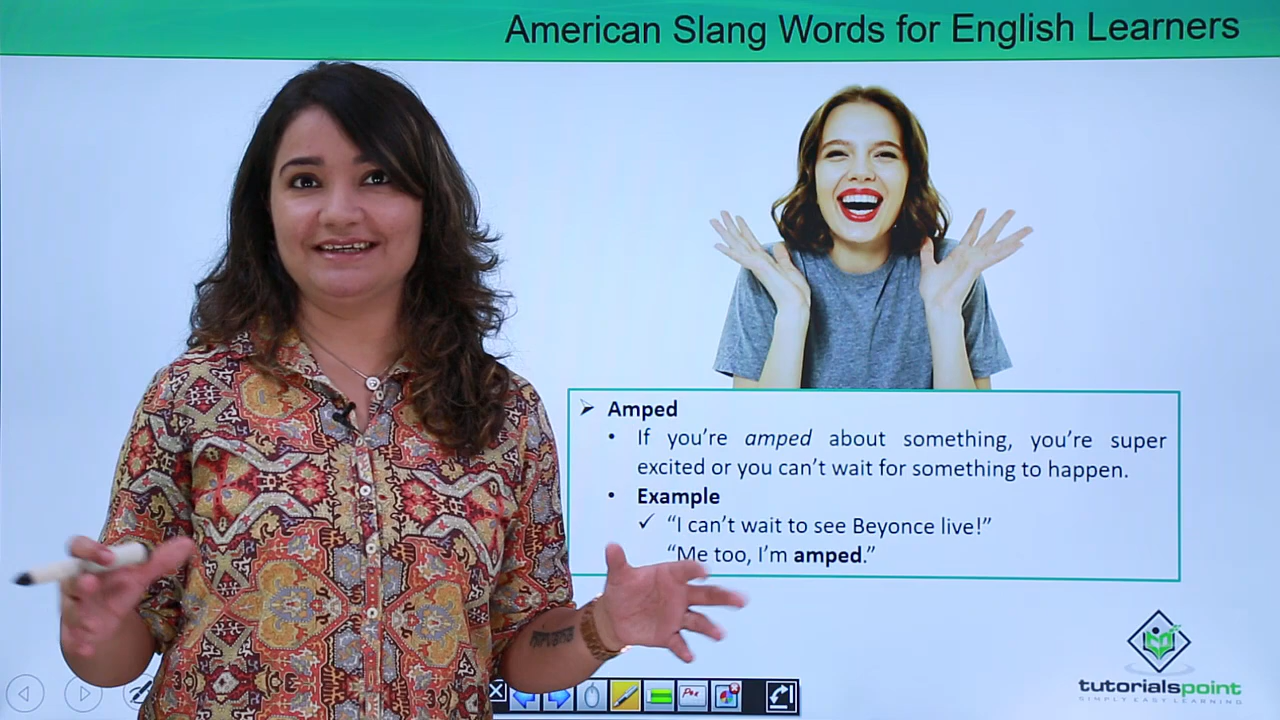 American Slang Words for English Learners
Amped
If you’re amped about something, you’re super
excited or you can’t wait for something to happen.
Example
“I can’t wait to see Beyonce live!”
“Me too, I’m amped.”
tutorialspoint
SIMPLY EASY LEARNING